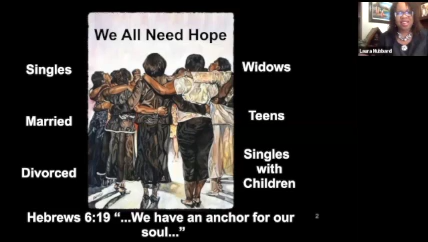 We All Need Hope
Singles
Widows
Married
Teens
Divorced
Singles
with
Children
Hebrews 6:19 “...We have an anchor for our
soul...”
2
Laura Hubbard